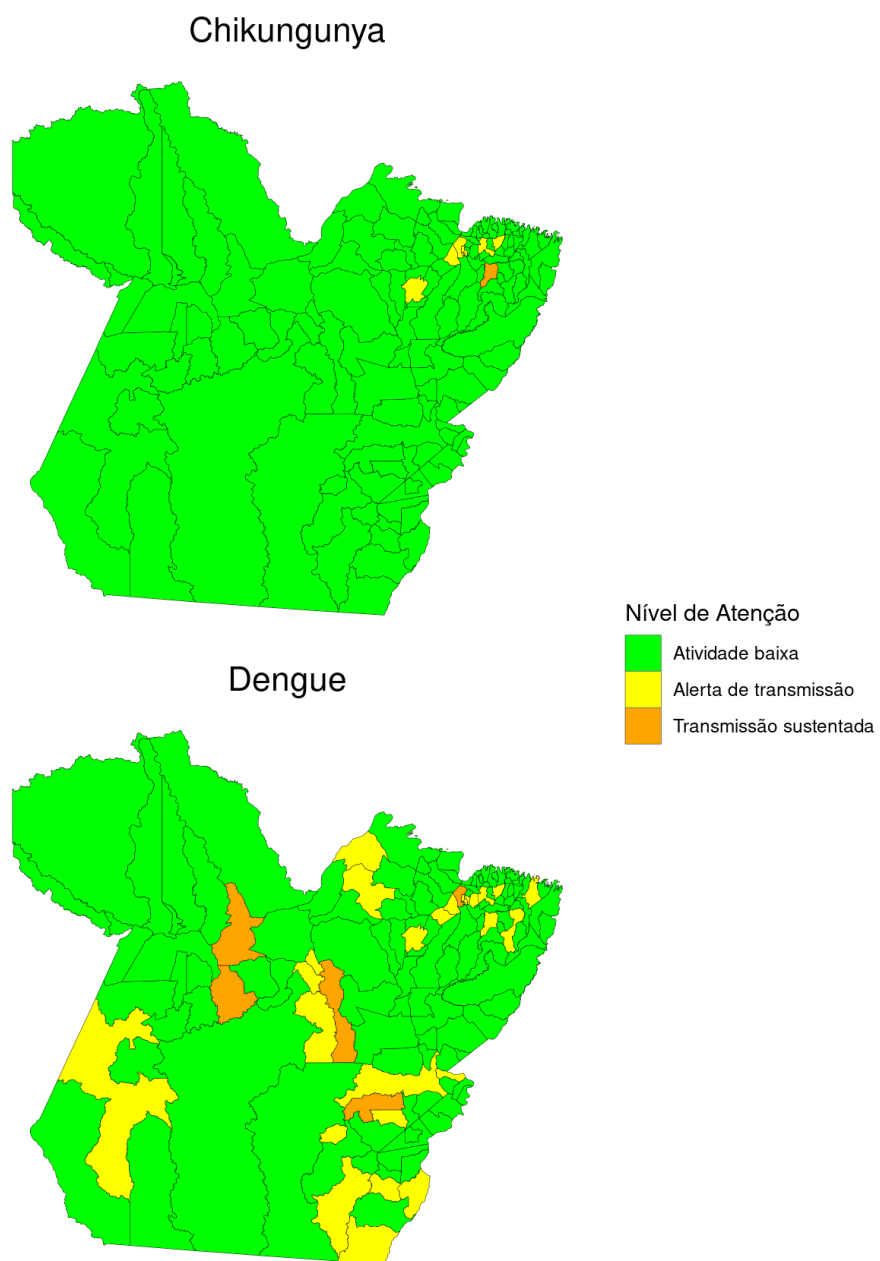 Chikungunya
Nível de Atenção
Atividade baixa
Alerta de transmissão
Transmissão sustentada
Dengue